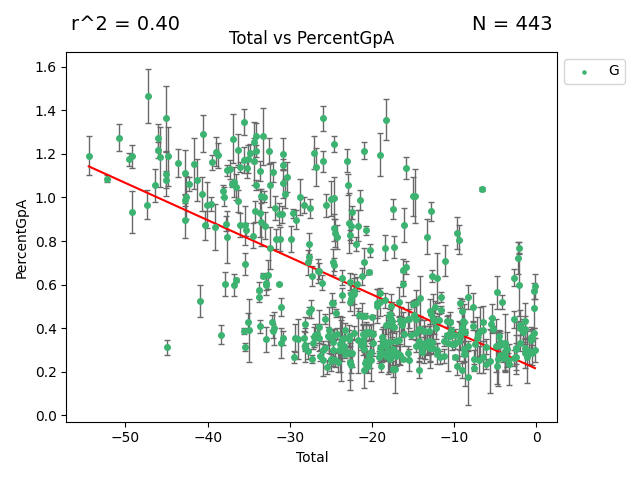 r^2 = 0.40
N = 443
Total vs PercentGpA
G
PercentGpA
1.6
1.4
1.2
1.0
0.8
0.6
0.4
0.2
0.0
−50
−40
−30
−20
−10
0
Total